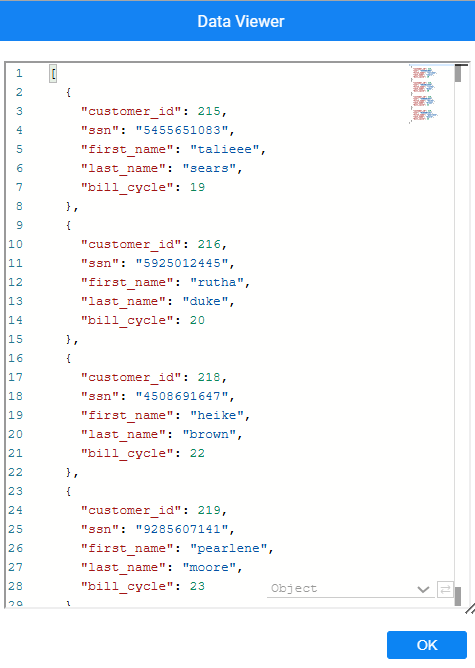 Data Viewer
1 [
2 {
3 "customer_id": 215,
4 "ssn": "5455651083",
5 "first_name": "talieee",
6 "last_name": "sears",
7 "bill_cycle": 19
8 },
9 {
10 "customer_id": 216,
11 "ssn": "5925012445",
12 "first_name": "rutha",
13 "last_name": "duke",
14 "bill_cycle": 20
15 },
16 {
17 "customer_id": 218,
18 "ssn": "4508691647",
19 "first_name": "heike",
20 "last_name": "brown",
21 "bill_cycle": 22
22 },
23 {
24 "customer_id": 219,
25 "ssn": "9285607141",
26 "first_name": "pearlene",
27 "last_name": "moore",
28 "bill_cycle": 23
29 }
Object
OK